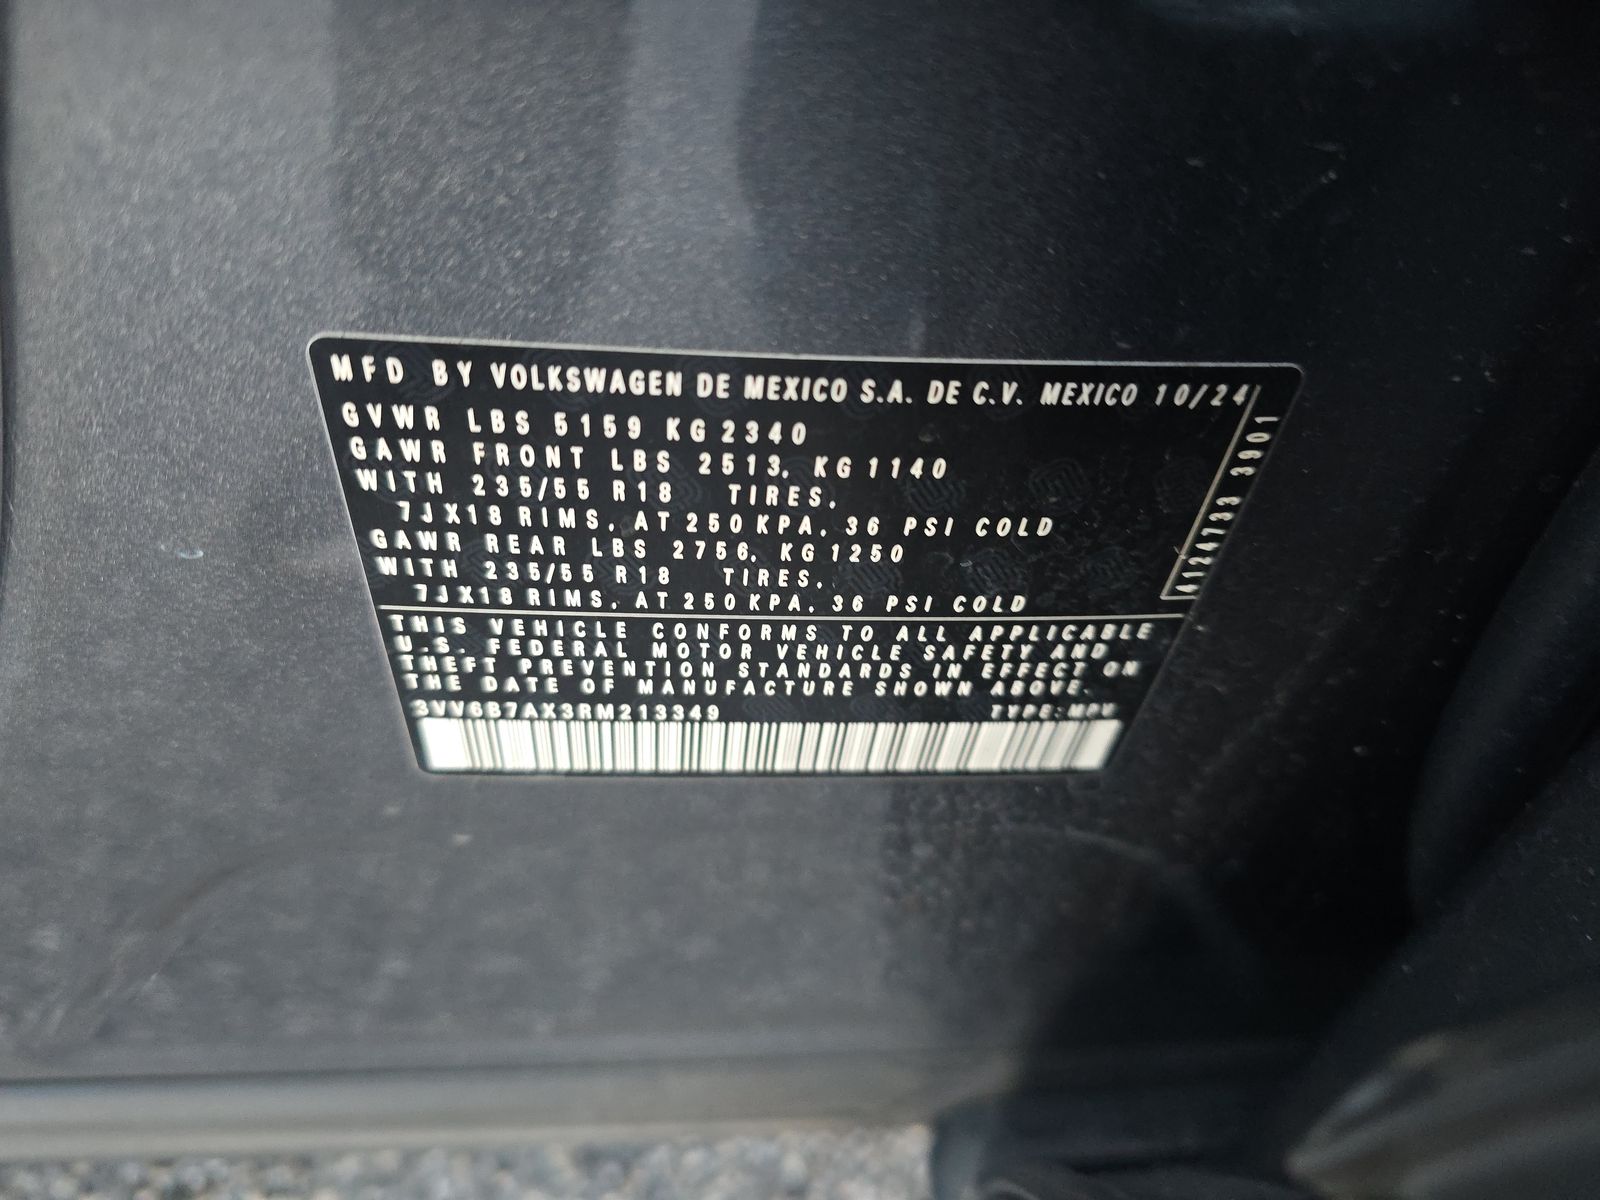 MFD BY VOLKSWAGEN DE MEXICO S.A. DE C.V. MEXICO 10/24
GVWR LBS 5159 KG 2340
GAWR FRONT LBS 2513, KG 1140
WITH 235/55 R18 TIRES,
7JX18 RIMS, AT 250 KPA, 36 PSI COLD
GAWR REAR LBS 2756, KG 1250
WITH 235/55 R18 TIRES,
7JX18 RIMS, AT 250 KPA, 36 PSI COLD
THIS VEHICLE CONFORMS TO ALL APPLICABLE
U.S. FEDERAL MOTOR VEHICLE SAFETY AND
THEFT PREVENTION STANDARDS IN EFFECT ON
THE DATE OF MANUFACTURE SHOWN ABOVE.
3VV6B7AX3RM213349 TYPE:MPV
4124733 3901